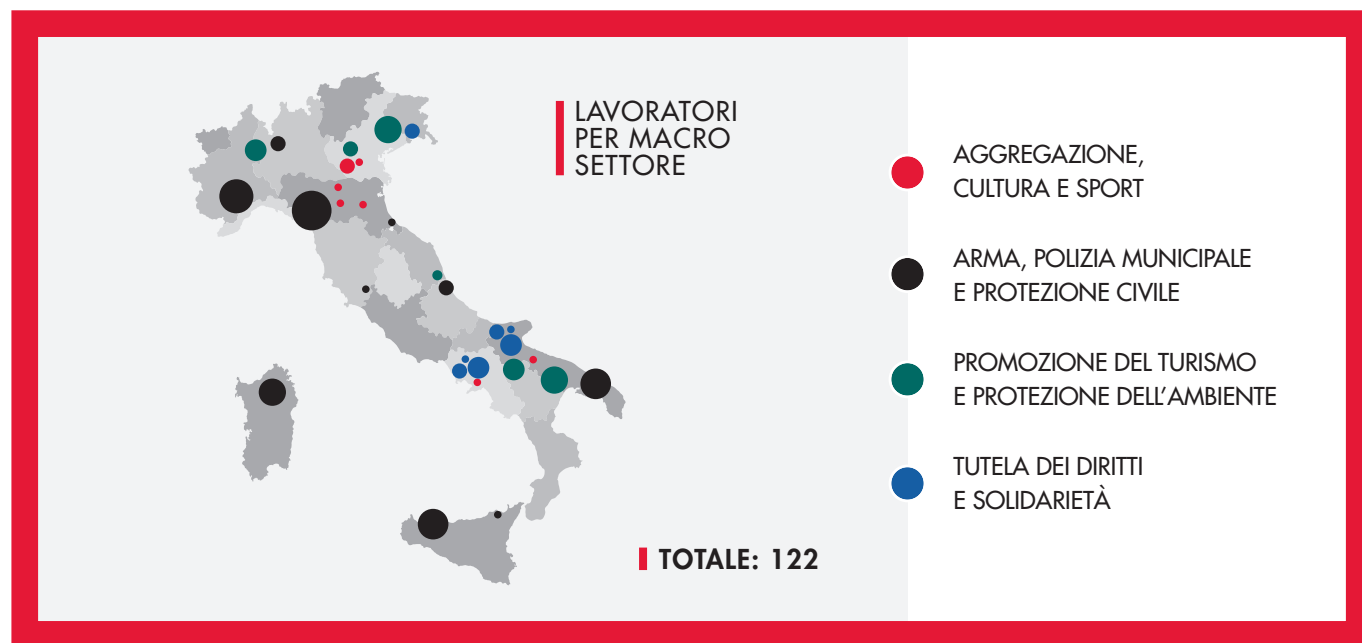 LAVORATORI
PER MACRO
SETTORE
AGGREGAZIONE,
CULTURA E SPORT
ARMA, POLIZIA MUNICIPALE
E PROTEZIONE CIVILE
PROMOZIONE DEL TURISMO
E PROTEZIONE DELL’AMBIENTE
TUTELA DEI DIRITTI
E SOLIDARIETÀ
TOTALE: 122